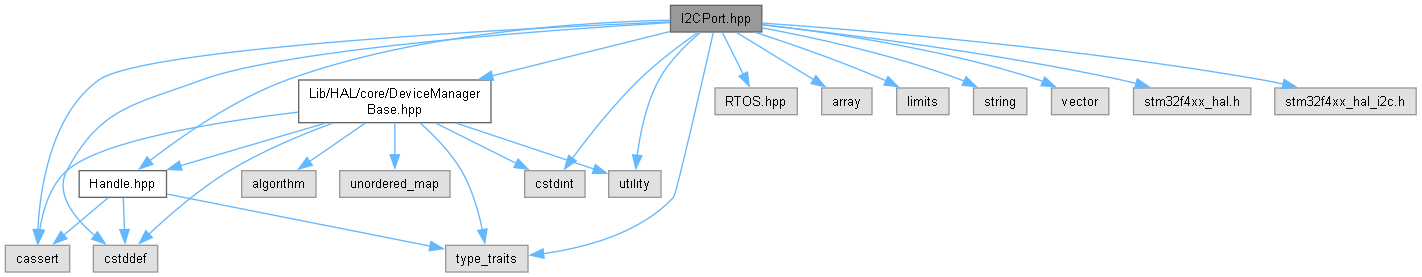 I2CPort.hpp
Lib/HAL/core/DeviceManager
Base.hpp
RTOS.hpp
array
limits
string
vector
stm32f4xx_hal.h
stm32f4xx_hal_i2c.h
Handle.hpp
algorithm
unordered_map
cstdint
utility
cassert
cstddef
type_traits